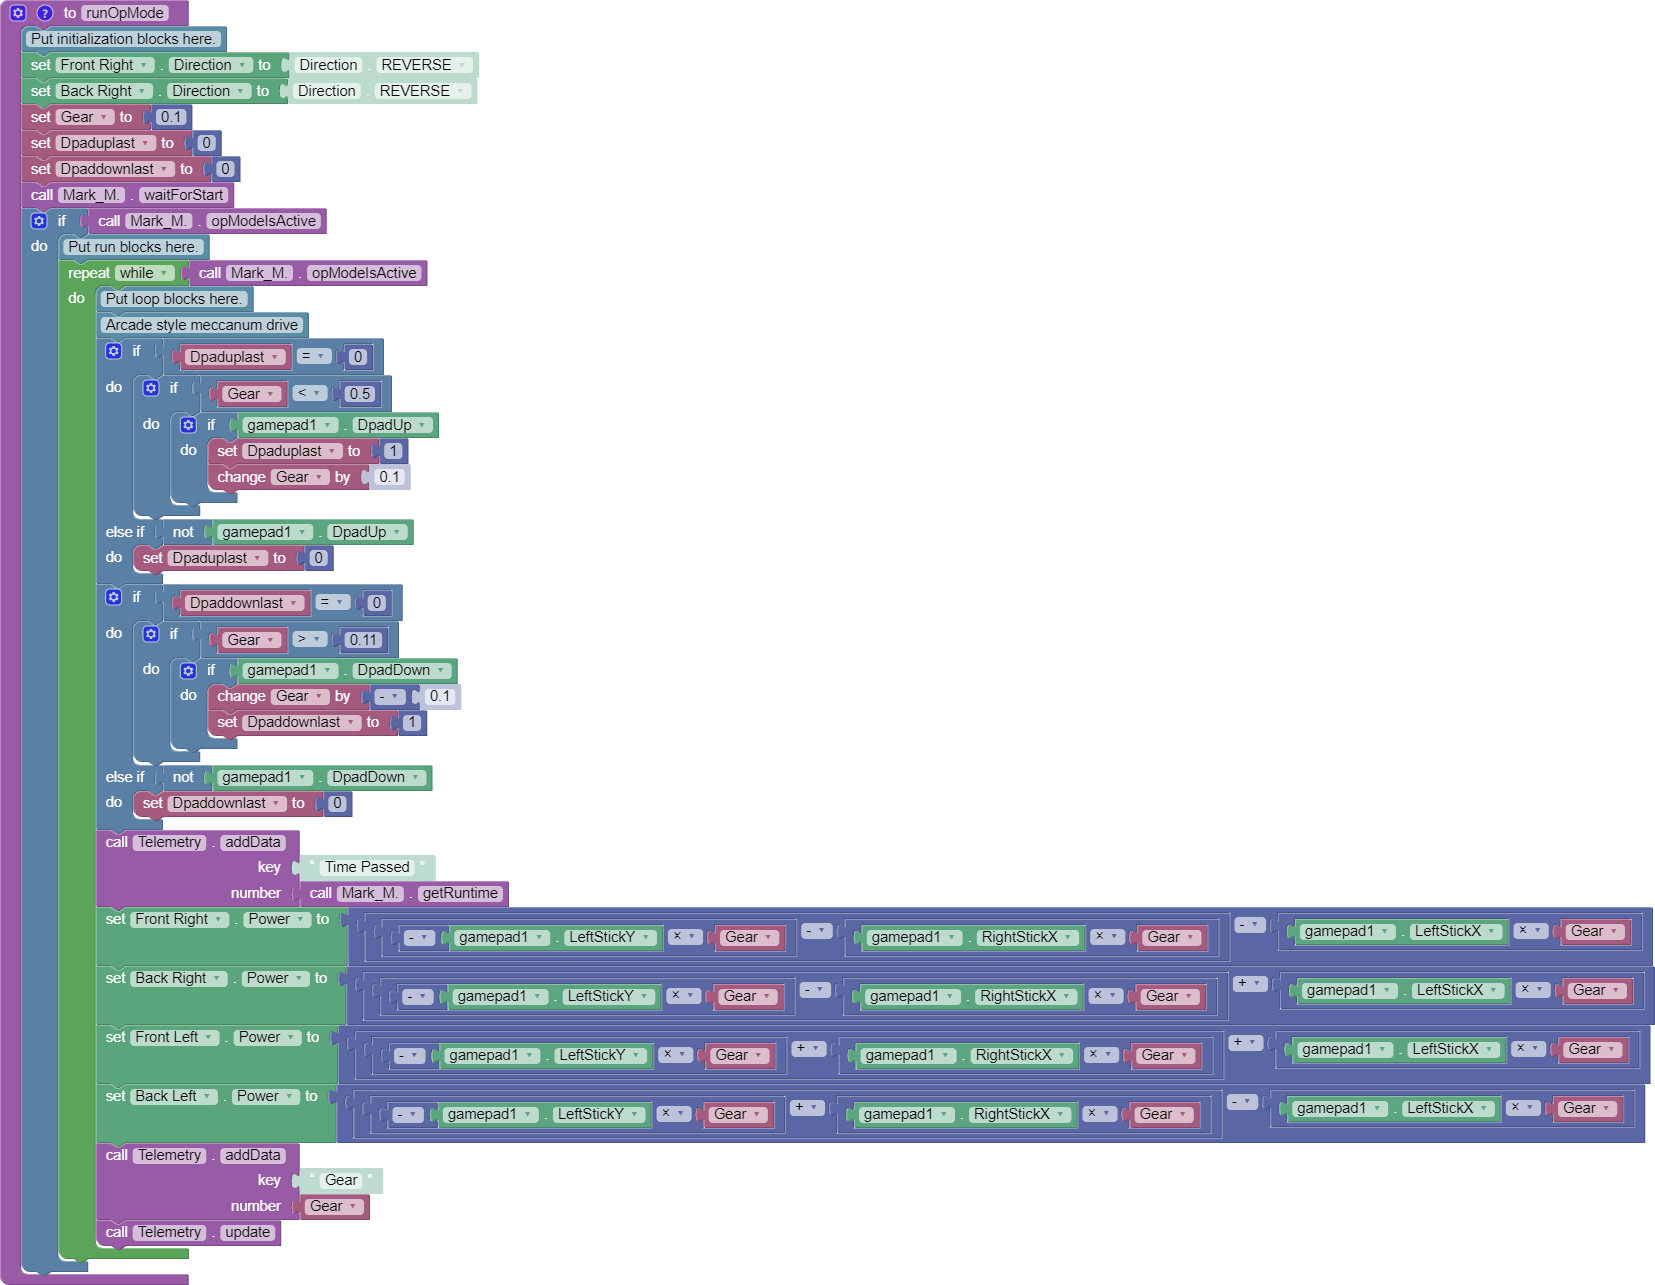 ? to runOpMode
Put initialization blocks here.
set Front Right . Direction to Direction . REVERSE
set Back Right . Direction to Direction . REVERSE
set Gear to 0.1
set Dpaduplast to 0
set Dpaddownlast to 0
call Mark_M. . waitForStart
if call Mark_M. . opModeIsActive
do Put run blocks here.
repeat while call Mark_M. . opModeIsActive
do Put loop blocks here.
Arcade style meccanum drive
if Dpaduplast = 0
do if Gear < 0.5
do if gamepad1 . DpadUp
do set Dpaduplast to 1
change Gear by 0.1
else if not gamepad1 . DpadUp
do set Dpaduplast to 0
if Dpaddownlast = 0
do if Gear > 0.11
do if gamepad1 . DpadDown
do change Gear by - 0.1
set Dpaddownlast to 1
else if not gamepad1 . DpadDown
do set Dpaddownlast to 0
call Telemetry . addData
key " Time Passed "
number call Mark_M. . getRuntime
set Front Right . Power to - gamepad1 . LeftStickY × Gear - gamepad1 . RightStickX × Gear - gamepad1 . LeftStickX × Gear
set Back Right . Power to - gamepad1 . LeftStickY × Gear - gamepad1 . RightStickX × Gear + gamepad1 . LeftStickX × Gear
set Front Left . Power to - gamepad1 . LeftStickY × Gear + gamepad1 . RightStickX × Gear + gamepad1 . LeftStickX × Gear
set Back Left . Power to - gamepad1 . LeftStickY × Gear + gamepad1 . RightStickX × Gear - gamepad1 . LeftStickX × Gear
call Telemetry . addData
key " Gear "
number Gear
call Telemetry . update